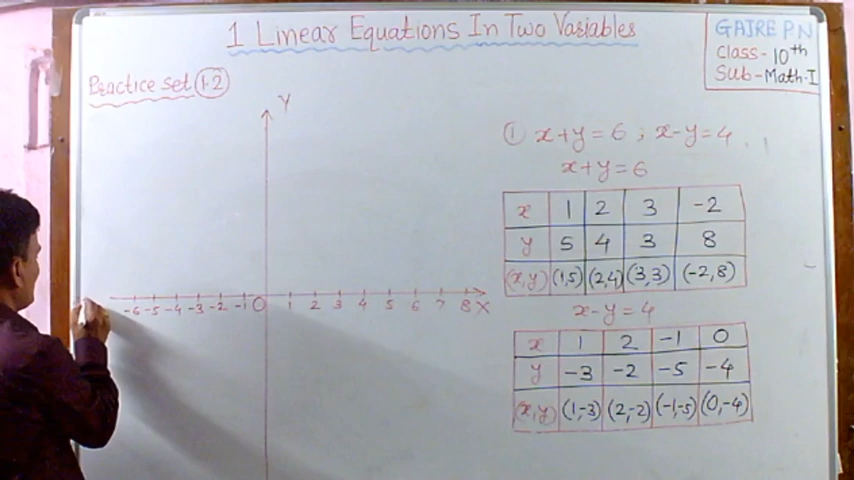 1 Linear Equations In Two Variables
GAIRE P N
Class- 10th
Sub-Math-I
Practice Set 1.2
Y
① x+y=6 ; x-y=4
x+y=6
x 1 2 3 -2
y 5 4 3 8
(x,y) (1,5) (2,4) (3,3) (-2,8)
-6 -5 -4 -3 -2 -1 O 1 2 3 4 5 6 7 8 X
x-y=4
x 1 2 -1 0
y -3 -2 -5 -4
(x,y) (1,-3) (2,-2) (-1,-5) (0,-4)